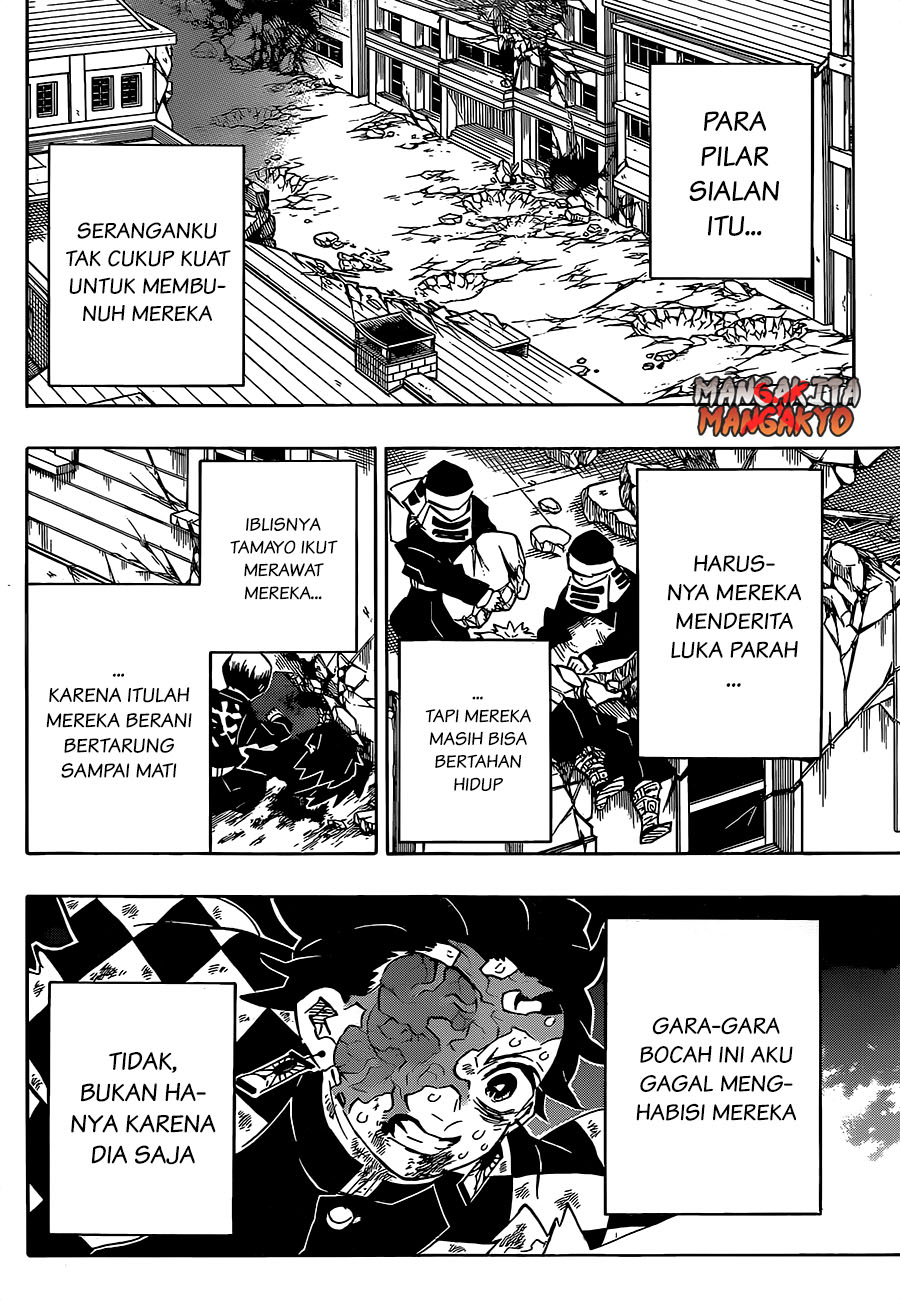 PARA
PILAR
SIALAN
ITU...
SERANGANKU
TAK CUKUP KUAT
UNTUK MEMBU-
NUH MEREKA
MANGAKITA
MANGAKYO
HARUS-
NYA MEREKA
MENDERITA
LUKA PARAH
...
...
TAPI MEREKA
MASIH BISA
BERTAHAN
HIDUP
IBLISNYA
TAMAYO IKUT
MERAWAT
MEREKA...
...
KARENA ITULAH
MEREKA BERANI
BERTARUNG
SAMPAI MATI
GARA-GARA
BOCAH INI AKU
GAGAL MENG-
HABISI MEREKA
TIDAK,
BUKAN HA-
NYA KARENA
DIA SAJA